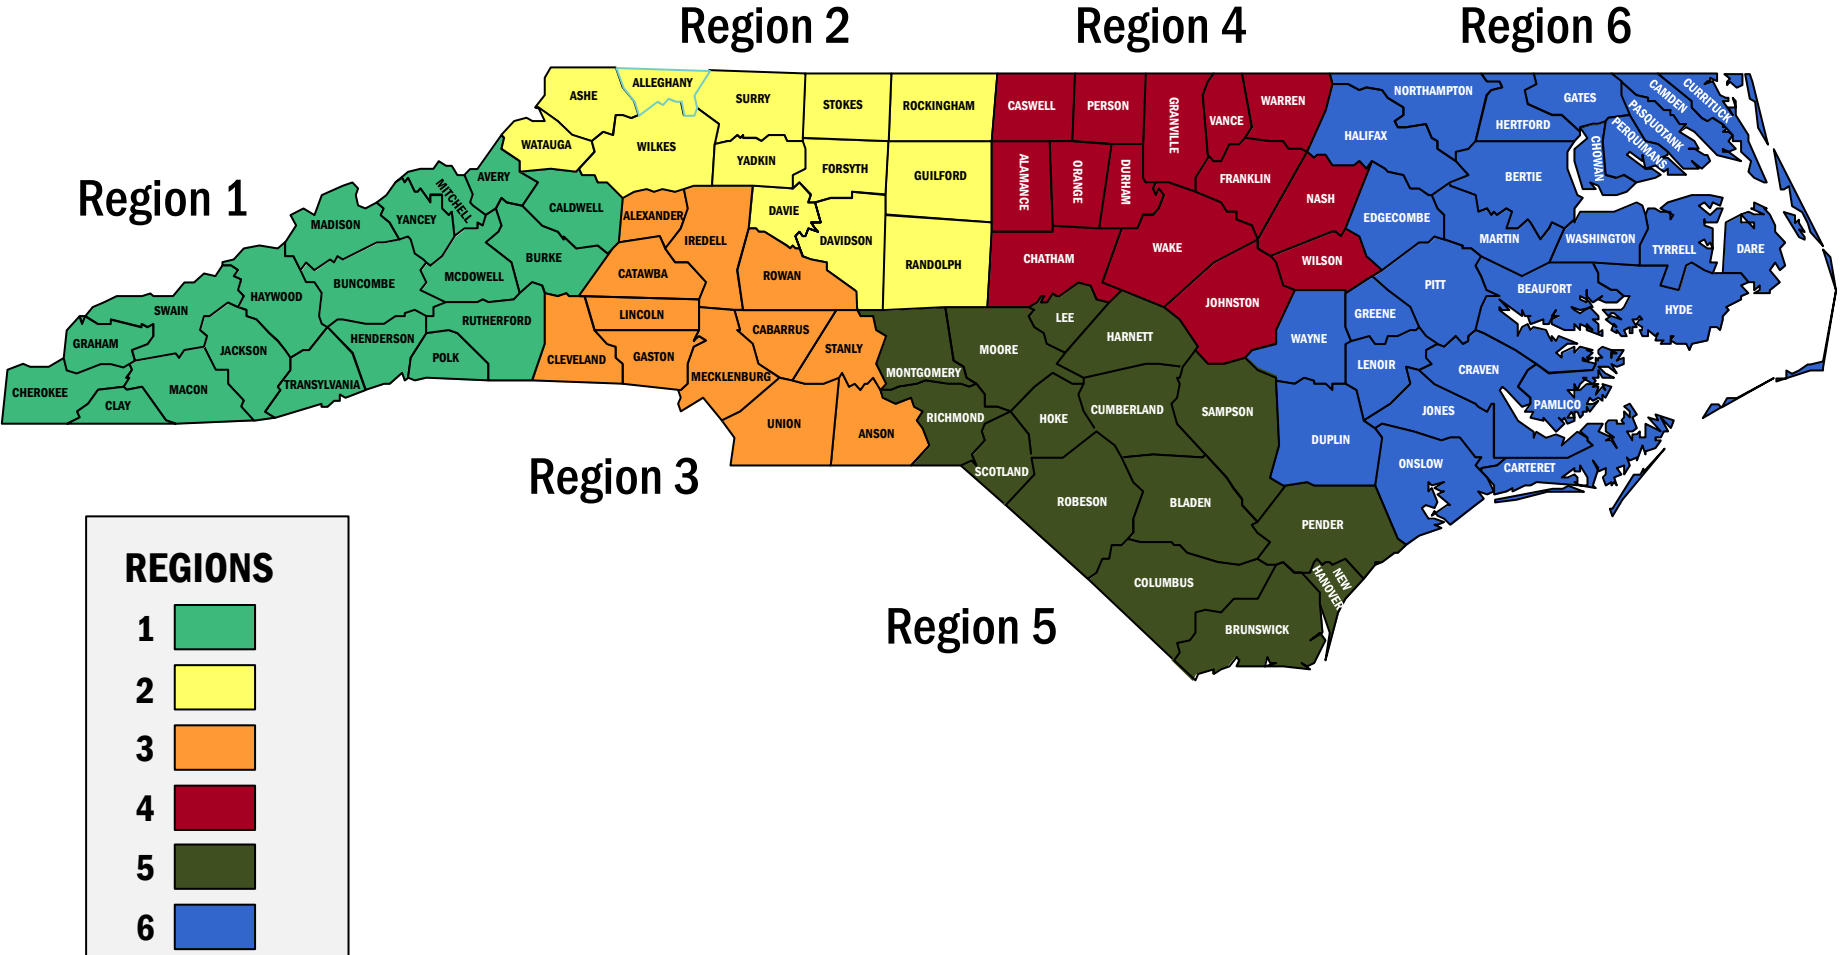 Region 2
Region 4
Region 6
Region 1
Region 3
Region 5
ASHE
ALLEGHANY
SURRY
STOKES
ROCKINGHAM
WATAUGA
WILKES
YADKIN
FORSYTH
GUILFORD
DAVIE
DAVIDSON
RANDOLPH
CASWELL
PERSON
GRANVILLE
VANCE
WARREN
ALAMANCE
ORANGE
DURHAM
FRANKLIN
NASH
WAKE
CHATHAM
WILSON
JOHNSTON
NORTHAMPTON
GATES
CAMDEN
CURRITUCK
PASQUOTANK
PERQUIMANS
CHOWAN
HERTFORD
HALIFAX
BERTIE
EDGECOMBE
MARTIN
WASHINGTON
TYRRELL
DARE
PITT
BEAUFORT
HYDE
GREENE
WAYNE
LENOIR
CRAVEN
PAMLICO
JONES
DUPLIN
ONSLOW
CARTERET
AVERY
MITCHELL
YANCEY
MADISON
CALDWELL
BURKE
MCDOWELL
BUNCOMBE
HAYWOOD
SWAIN
GRAHAM
JACKSON
HENDERSON
POLK
RUTHERFORD
TRANSYLVANIA
MACON
CLAY
CHEROKEE
ALEXANDER
IREDELL
CATAWBA
ROWAN
LINCOLN
CABARRUS
CLEVELAND
GASTON
STANLY
MECKLENBURG
UNION
ANSON
LEE
HARNETT
MOORE
MONTGOMERY
RICHMOND
HOKE
CUMBERLAND
SAMPSON
SCOTLAND
ROBESON
BLADEN
PENDER
NEW
HANOVER
COLUMBUS
BRUNSWICK
REGIONS
1
2
3
4
5
6